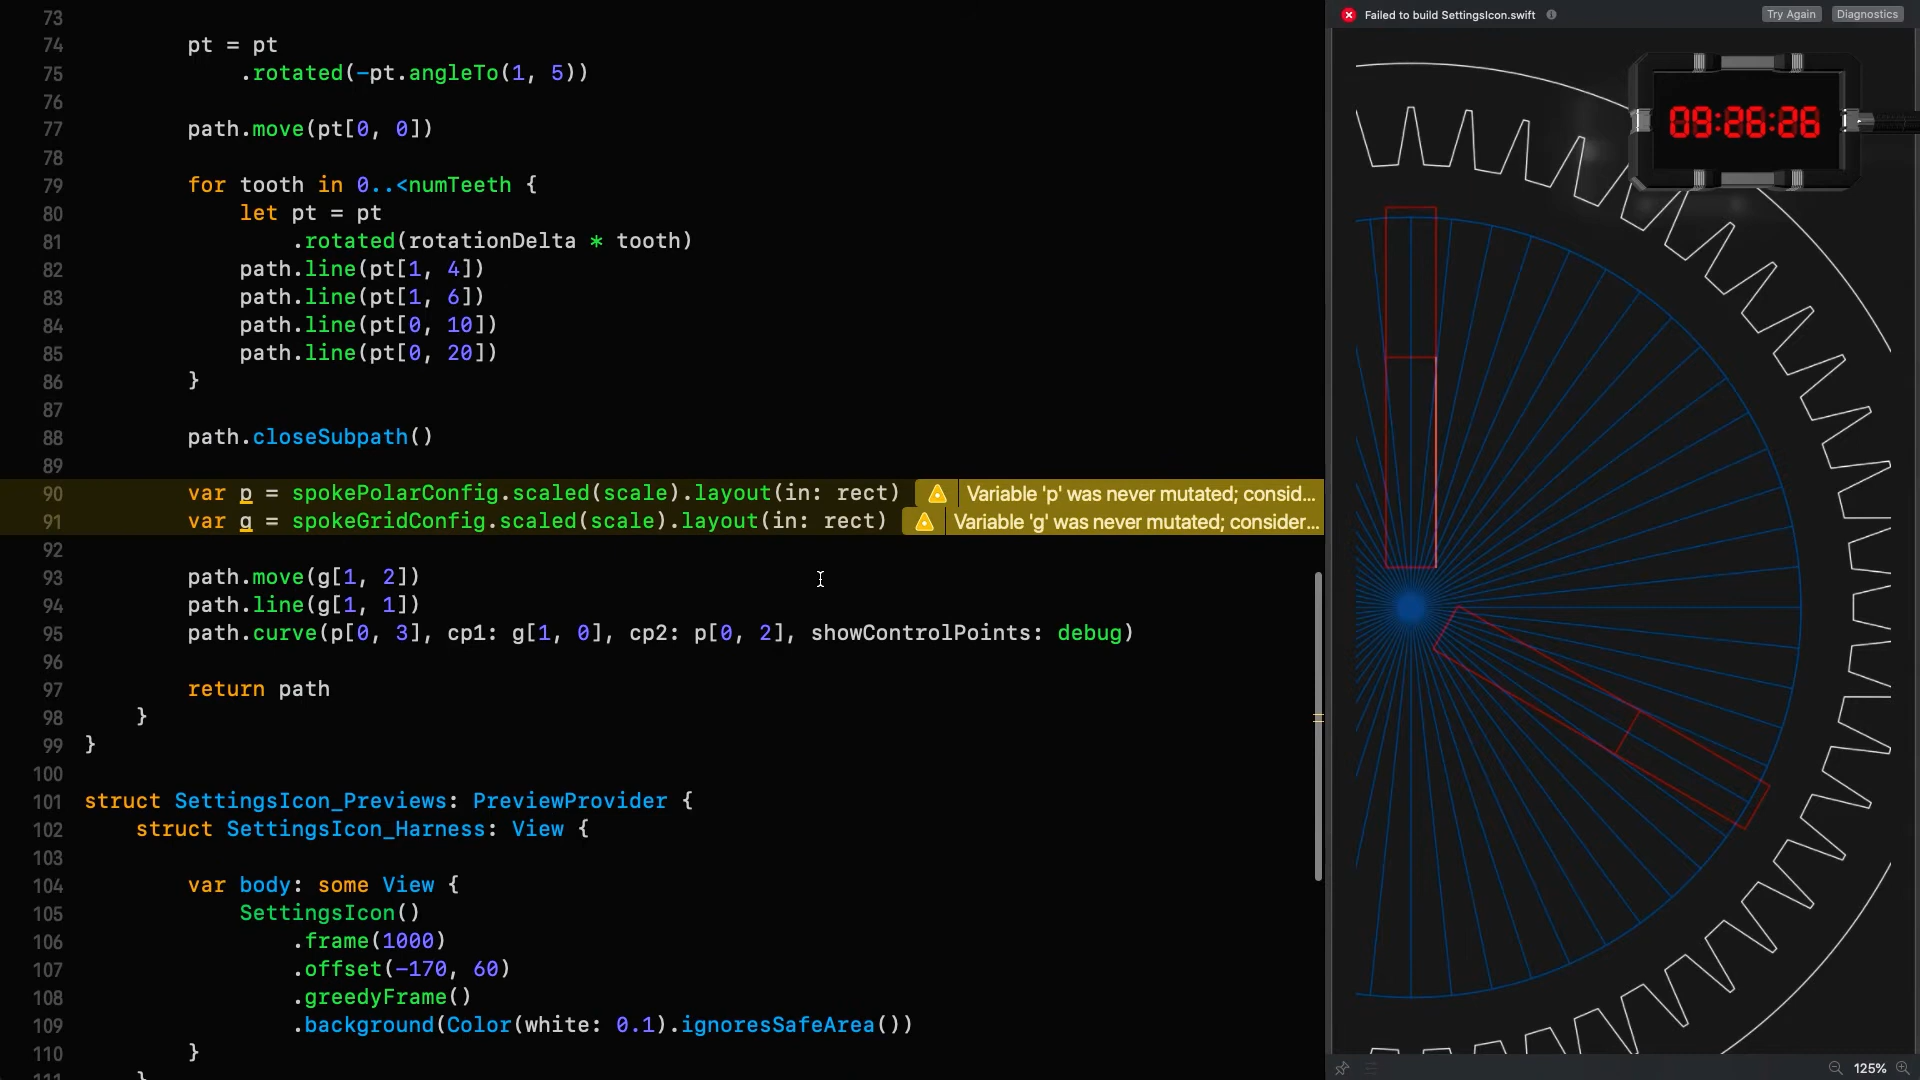 73
74 pt = pt
75 .rotated(-pt.angleTo(1, 5))
76
77 path.move(pt[0, 0])
78
79 for tooth in 0..<numTeeth {
80 let pt = pt
81 .rotated(rotationDelta * tooth)
82 path.line(pt[1, 4])
83 path.line(pt[1, 6])
84 path.line(pt[0, 10])
85 path.line(pt[0, 20])
86 }
87
88 path.closeSubpath()
89
90 var p = spokePolarConfig.scaled(scale).layout(in: rect) Variable 'p' was never mutated; consid...
91 var g = spokeGridConfig.scaled(scale).layout(in: rect) Variable 'g' was never mutated; consider...
92
93 path.move(g[1, 2])
94 path.line(g[1, 1])
95 path.curve(p[0, 3], cp1: g[1, 0], cp2: p[0, 2], showControlPoints: debug)
96
97 return path
98 }
99 }
100
101 struct SettingsIcon_Previews: PreviewProvider {
102 struct SettingsIcon_Harness: View {
103
104 var body: some View {
105 SettingsIcon()
106 .frame(1000)
107 .offset(-170, 60)
108 .greedyFrame()
109 .background(Color(white: 0.1).ignoresSafeArea())
110 }
Failed to build SettingsIcon.swift
Try Again
Diagnostics
09:26:26
125%